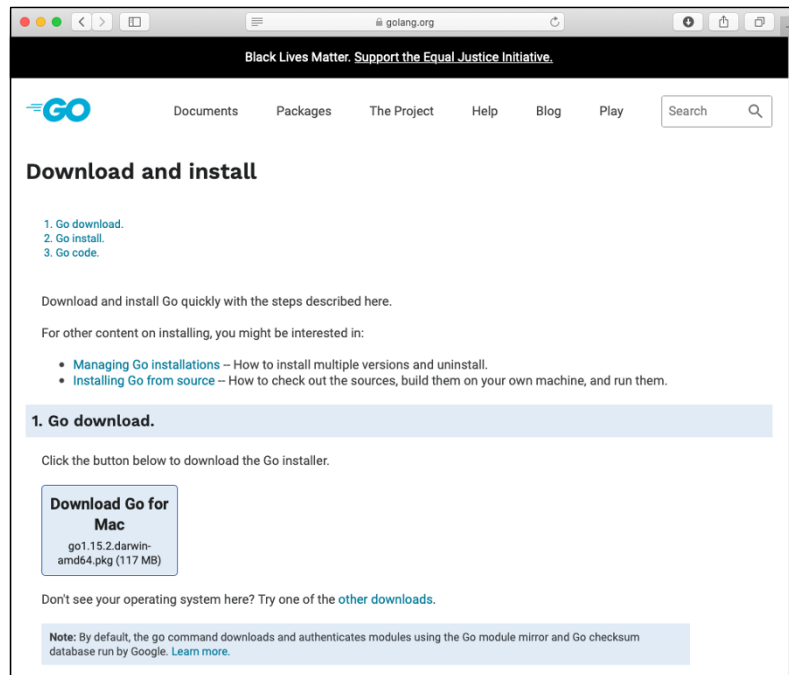 golang.org
Black Lives Matter. Support the Equal Justice Initiative.
GO Documents Packages The Project Help Blog Play Search
Download and install
1. Go download.
2. Go install.
3. Go code.
Download and install Go quickly with the steps described here.
For other content on installing, you might be interested in:
• Managing Go installations – How to install multiple versions and uninstall.
• Installing Go from source – How to check out the sources, build them on your own machine, and run them.
1. Go download.
Click the button below to download the Go installer.
Download Go for
Mac
go1.15.2.darwin-
amd64.pkg (117 MB)
Don't see your operating system here? Try one of the other downloads.
Note: By default, the go command downloads and authenticates modules using the Go module mirror and Go checksum
database run by Google. Learn more.